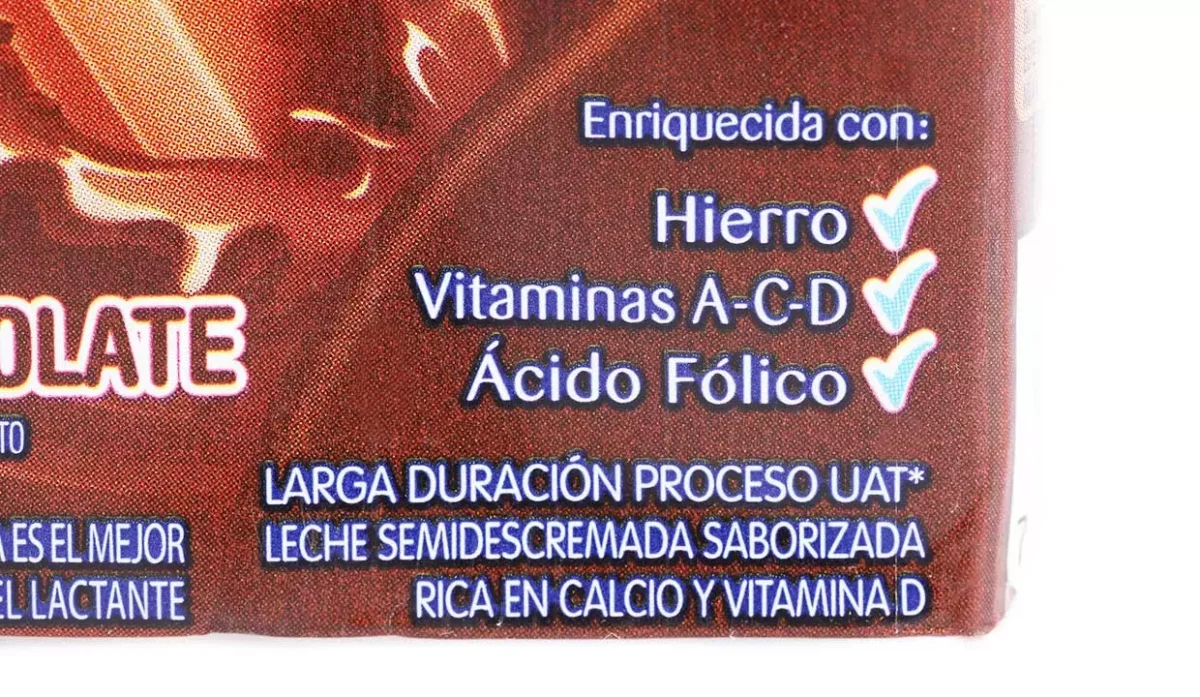 Enriquecida con:
Hierro
Vitaminas A-C-D
Ácido Fólico
OLATE
TO
LARGA DURACIÓN PROCESO UAT*
LECHE SEMIDESCREMADA SABORIZADA
RICA EN CALCIO Y VITAMINA D
A ES EL MEJOR
EL LACTANTE